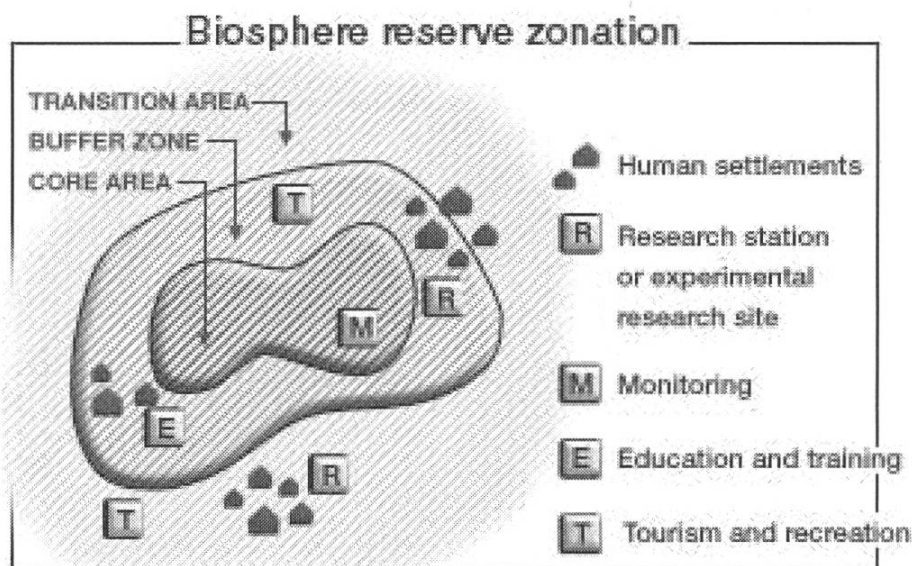 Biosphere reserve zonation
TRANSITION AREA
BUFFER ZONE
CORE AREA
T
R
M
E
R
T
Human settlements
R Research station
or experimental
research site
M Monitoring
E Education and training
T Tourism and recreation